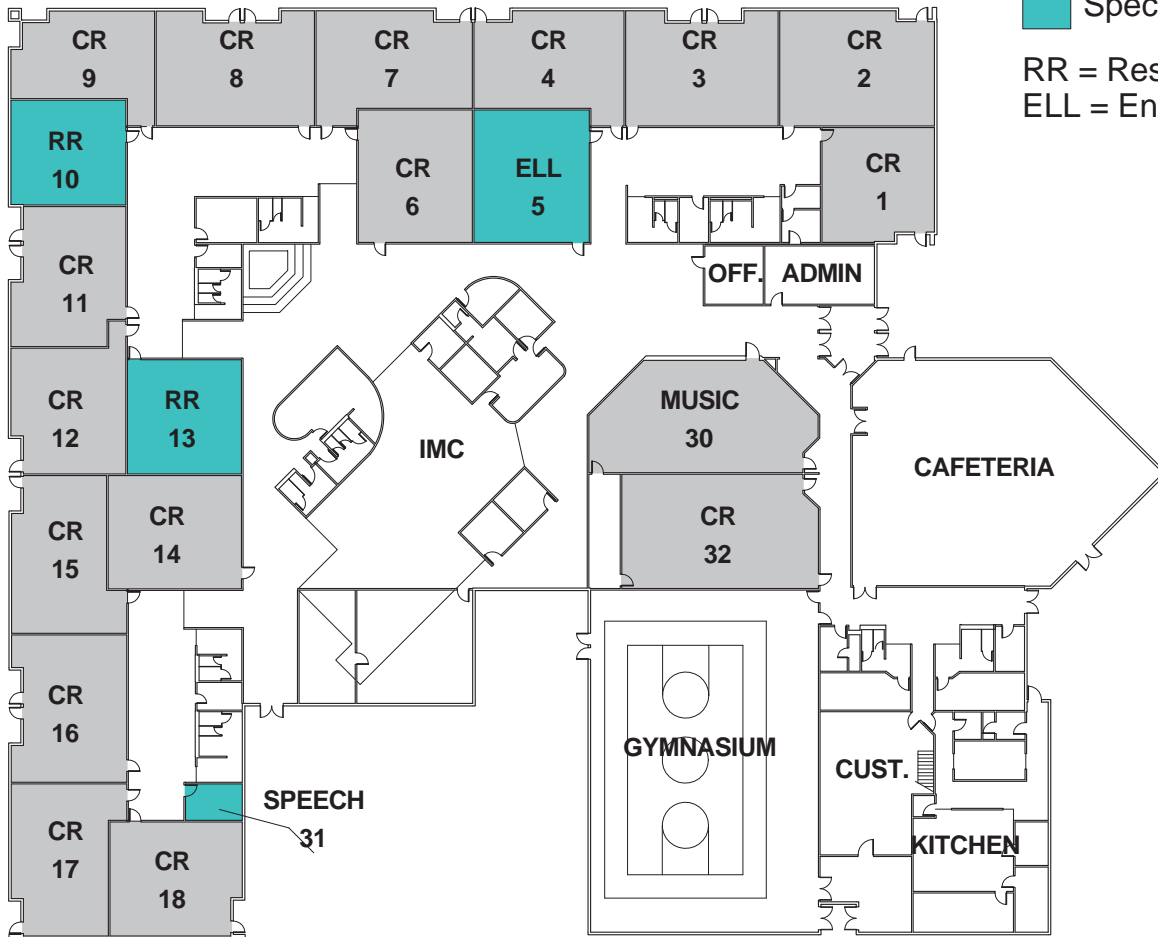 Spec
RR = Res
ELL = En
CR
9
CR
8
CR
7
CR
4
CR
3
CR
2
RR
10
CR
6
ELL
5
CR
1
CR
11
OFF.
ADMIN
CR
12
RR
13
MUSIC
30
IMC
CAFETERIA
CR
14
CR
15
CR
32
CR
16
GYMNASIUM
CUST.
SPEECH
31
CR
17
CR
18
KITCHEN